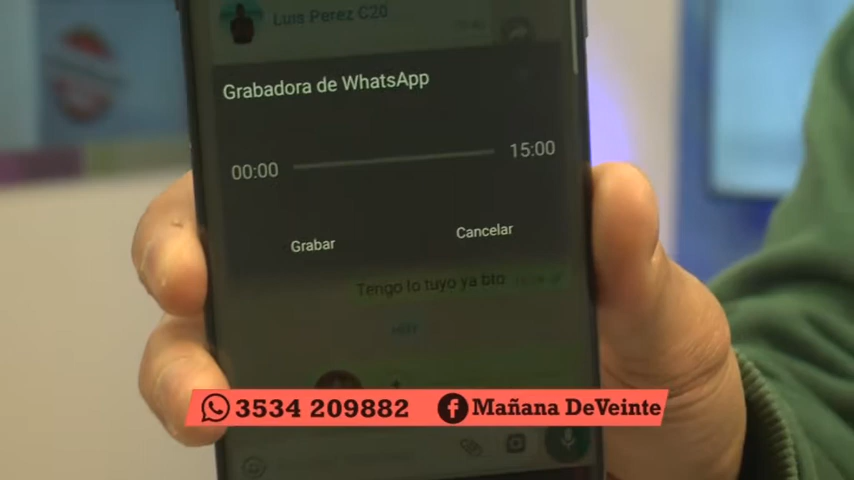 Luis Perez C20
Grabadora de WhatsApp
00:00
15:00
Grabar
Cancelar
Tengo lo tuyo ya bto
3534 209882
Mañana DeVeinte